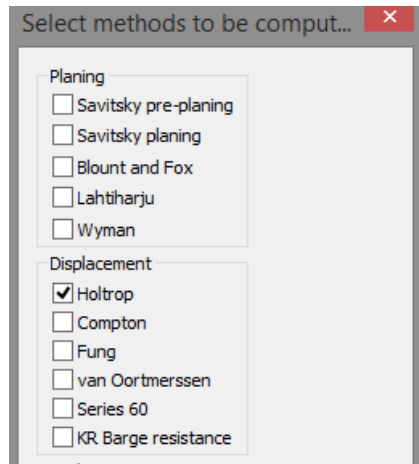 Select methods to be comput...
Planing
Savitsky pre-planing
Savitsky planing
Blount and Fox
Lahtiharju
Wyman
Displacement
Holtrop
Compton
Fung
van Oortmerssen
Series 60
KR Barge resistance